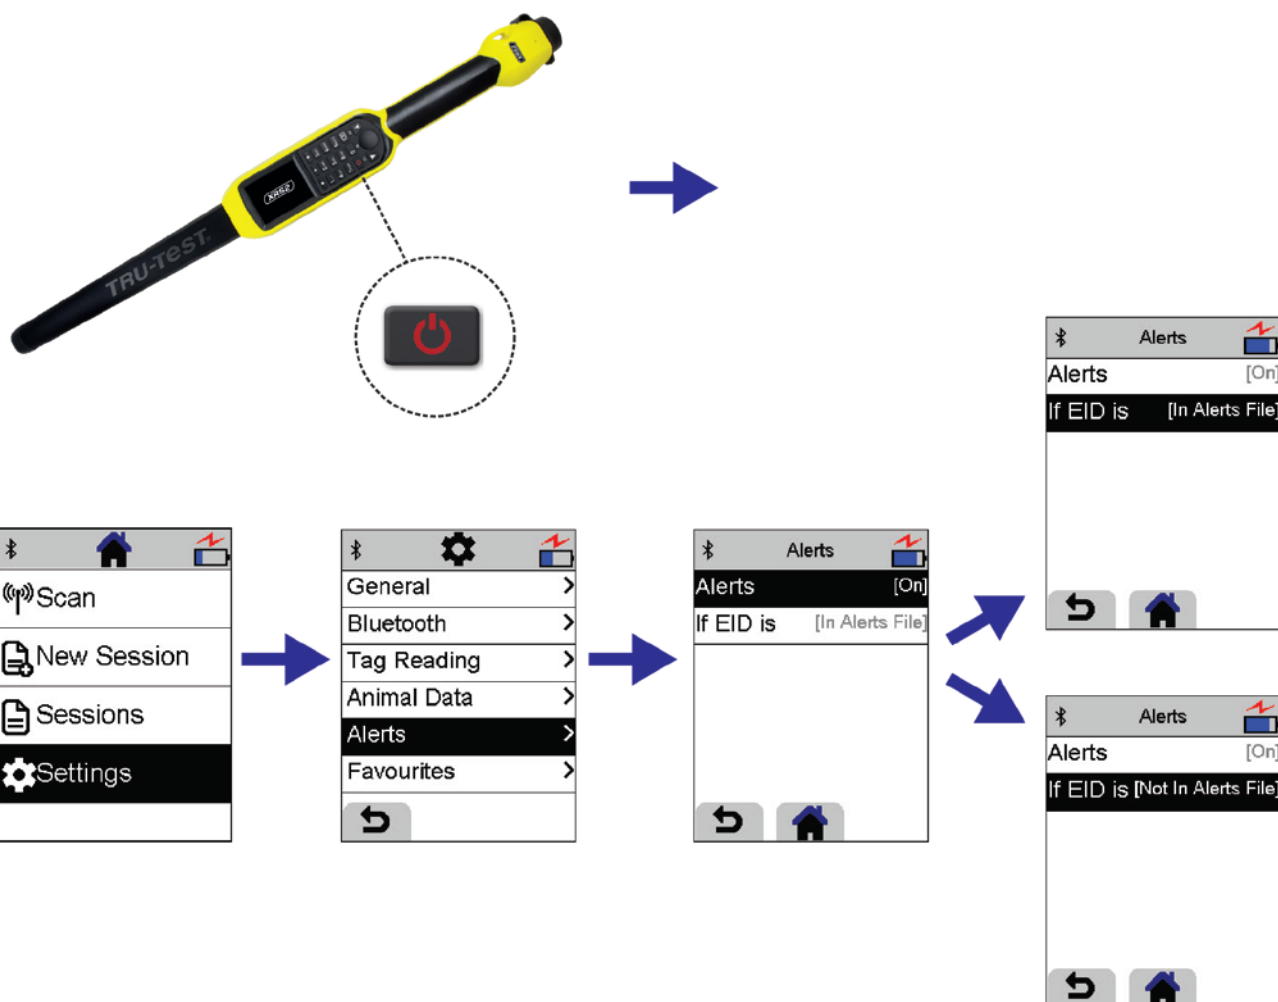 XRS2
TRU-TEST
Scan
New Session
Sessions
Settings
General
Bluetooth
Tag Reading
Animal Data
Alerts
Favourites
Alerts
Alerts [On]
If EID is [In Alerts File]
Alerts
Alerts [On]
If EID is [In Alerts File]
Alerts
Alerts [On]
If EID is [Not In Alerts File]